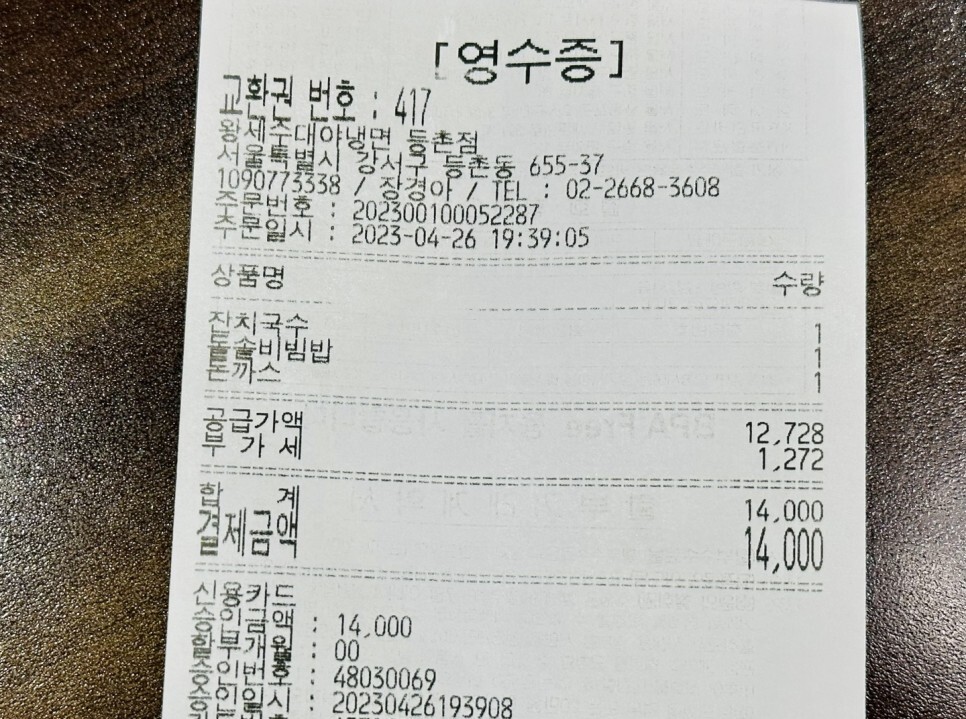 [영수증]
교환권 번호 : 417
왕세숫대야냉면 등촌점
서울특별시 강서구 등촌동 655-37
1090773338 / 장경아 / TEL : 02-2668-3608
주문번호 : 202300100052287
주문일시 : 2023-04-26 19:39:05
상품명 수량
잔치국수 1
돌솥비빔밥 1
돈까스 1
공급가액 12,728
부 가 세 1,272
합 계 14,000
결제금액 14,000
신용카드
승인금액 : 14,000
할부개월 : 00
승인번호 : 48030069
승인일시 : 20230426193908